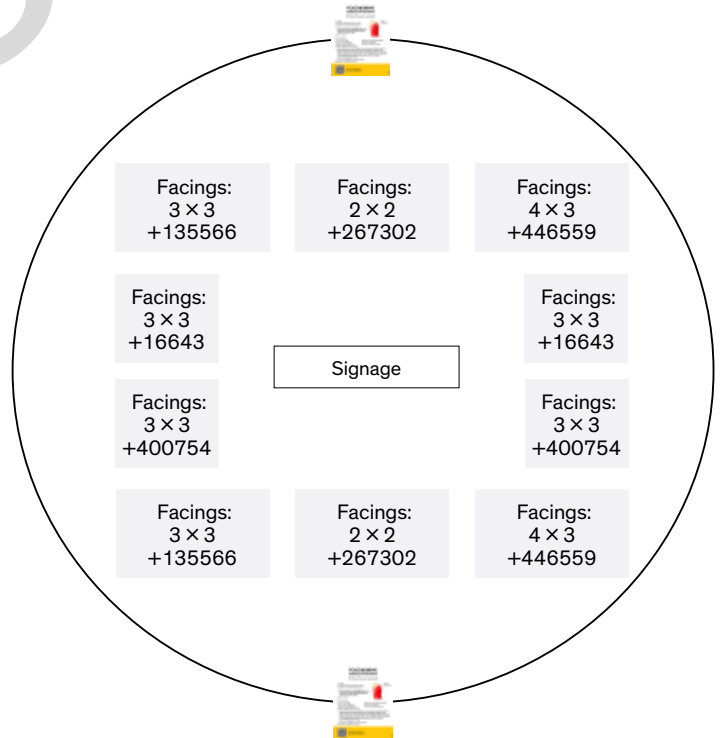 Facings:
3 × 3
+135566
Facings:
2 × 2
+267302
Facings:
4 × 3
+446559
Facings:
3 × 3
+16643
Facings:
3 × 3
+16643
Signage
Facings:
3 × 3
+400754
Facings:
3 × 3
+400754
Facings:
3 × 3
+135566
Facings:
2 × 2
+267302
Facings:
4 × 3
+446559